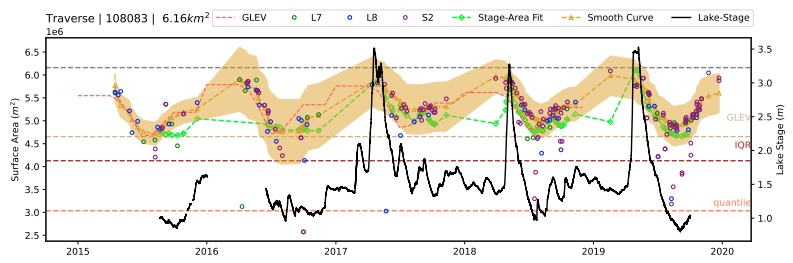 Traverse | 108083 | 6.16km²
GLEV L7 L8 S2 Stage-Area Fit Smooth Curve Lake-Stage
1e6
6.5
6.0
5.5
5.0
4.5
4.0
3.5
3.0
2.5
Surface Area (m²)
3.5
3.0
2.5
2.0
1.5
1.0
Lake Stage (m)
GLEV
IQR
quantile
2015 2016 2017 2018 2019 2020